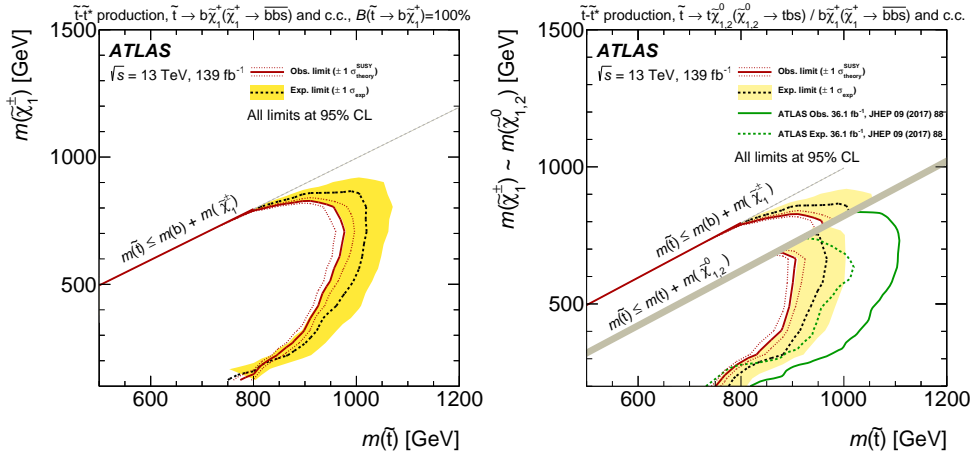 t̃-t̃* production, t̃ → bχ̃₁⁺(χ̃₁⁺ → b̅b̅s̅) and c.c., B(t̃ → bχ̃₁⁺)=100%
ATLAS
√s = 13 TeV, 139 fb⁻¹
Obs. limit (± 1 σ_theory^SUSY)
Exp. limit (± 1 σ_exp)
All limits at 95% CL
m(t̃) ≤ m(b) + m(χ̃₁^±)
m(χ̃₁^±) [GeV]
1500
1000
500
600 800 1000 1200
m(t̃) [GeV]
t̃-t̃* production, t̃ → tχ̃⁰₁,₂(χ̃⁰₁,₂ → tbs) / bχ̃₁⁺(χ̃₁⁺ → b̅b̅s̅) and c.c.
ATLAS
√s = 13 TeV, 139 fb⁻¹
Obs. limit (± 1 σ_theory^SUSY)
Exp. limit (± 1 σ_exp)
ATLAS Obs. 36.1 fb⁻¹, JHEP 09 (2017) 88
ATLAS Exp. 36.1 fb⁻¹, JHEP 09 (2017) 88
All limits at 95% CL
m(t̃) ≤ m(b) + m(χ̃₁^±)
m(t̃) ≤ m(t) + m(χ̃⁰₁,₂)
m(χ̃₁^±) ~ m(χ̃⁰₁,₂) [GeV]
1500
1000
500
600 800 1000 1200
m(t̃) [GeV]